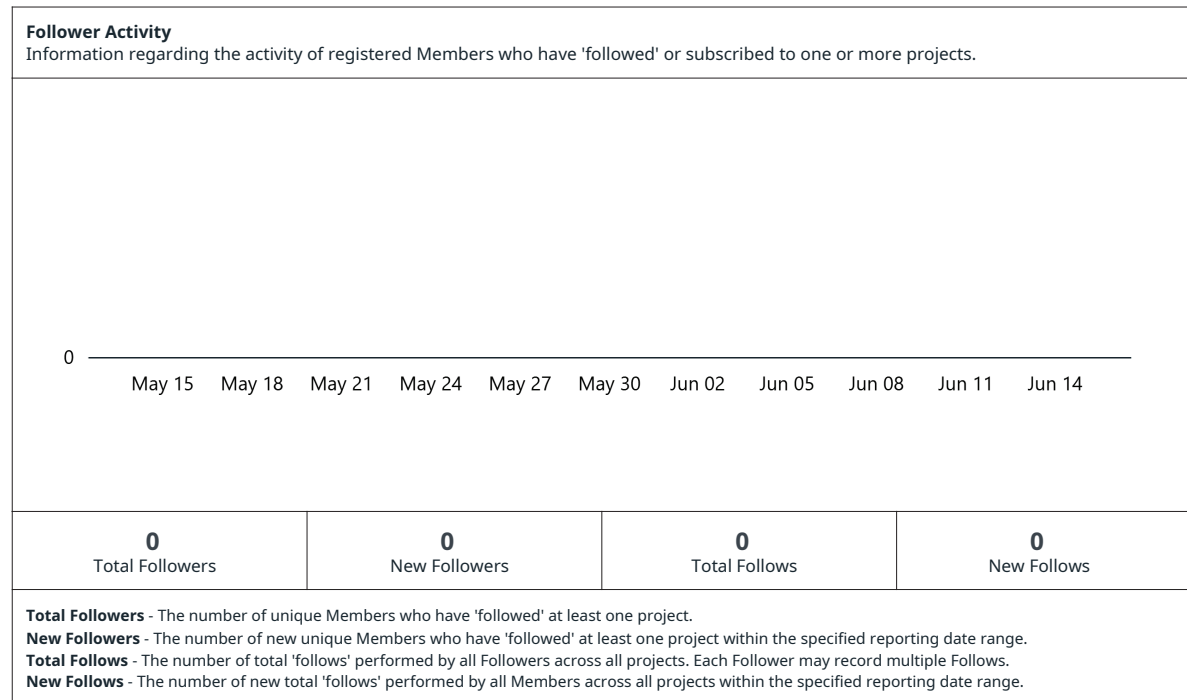 Follower Activity
Information regarding the activity of registered Members who have 'followed' or subscribed to one or more projects.
0
May 15 May 18 May 21 May 24 May 27 May 30 Jun 02 Jun 05 Jun 08 Jun 11 Jun 14
0 0 0 0
Total Followers New Followers Total Follows New Follows
Total Followers - The number of unique Members who have 'followed' at least one project.
New Followers - The number of new unique Members who have 'followed' at least one project within the specified reporting date range.
Total Follows - The number of total 'follows' performed by all Followers across all projects. Each Follower may record multiple Follows.
New Follows - The number of new total 'follows' performed by all Members across all projects within the specified reporting date range.